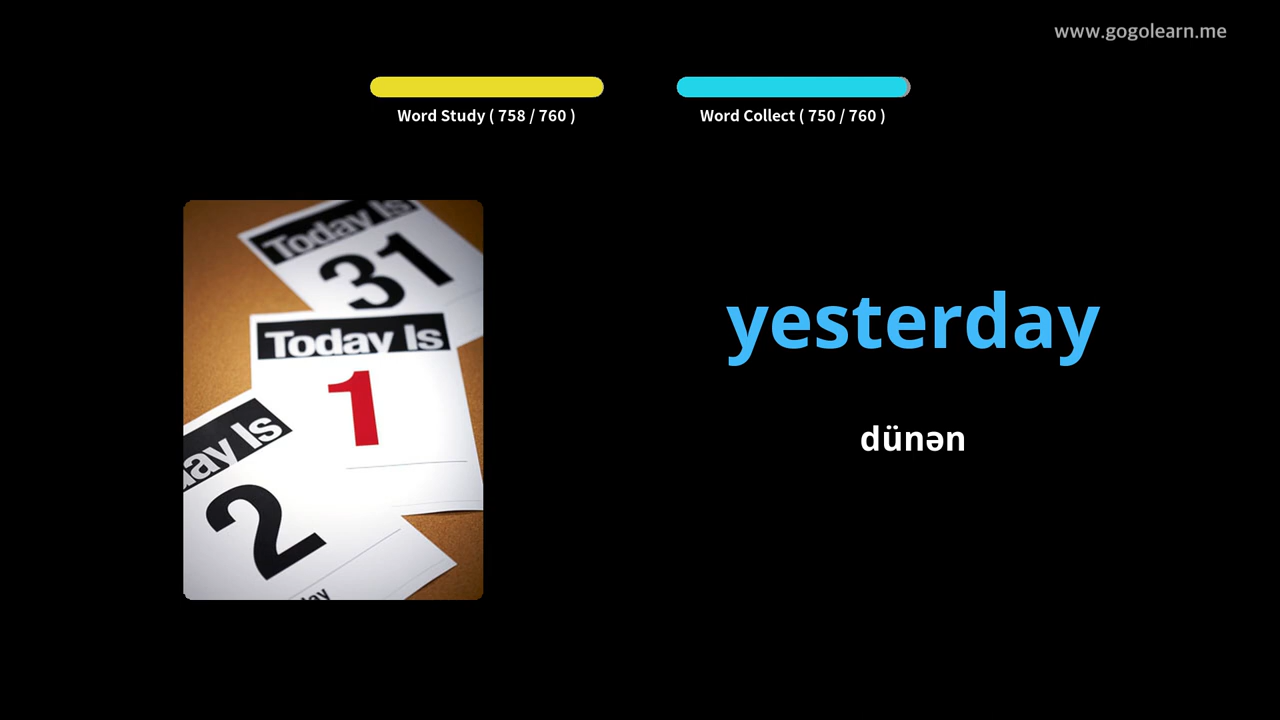 www.gogolearn.me
Word Study ( 758 / 760 )
Word Collect ( 750 / 760 )
Today Is
31
Today Is
1
day Is
2
yesterday
dünən